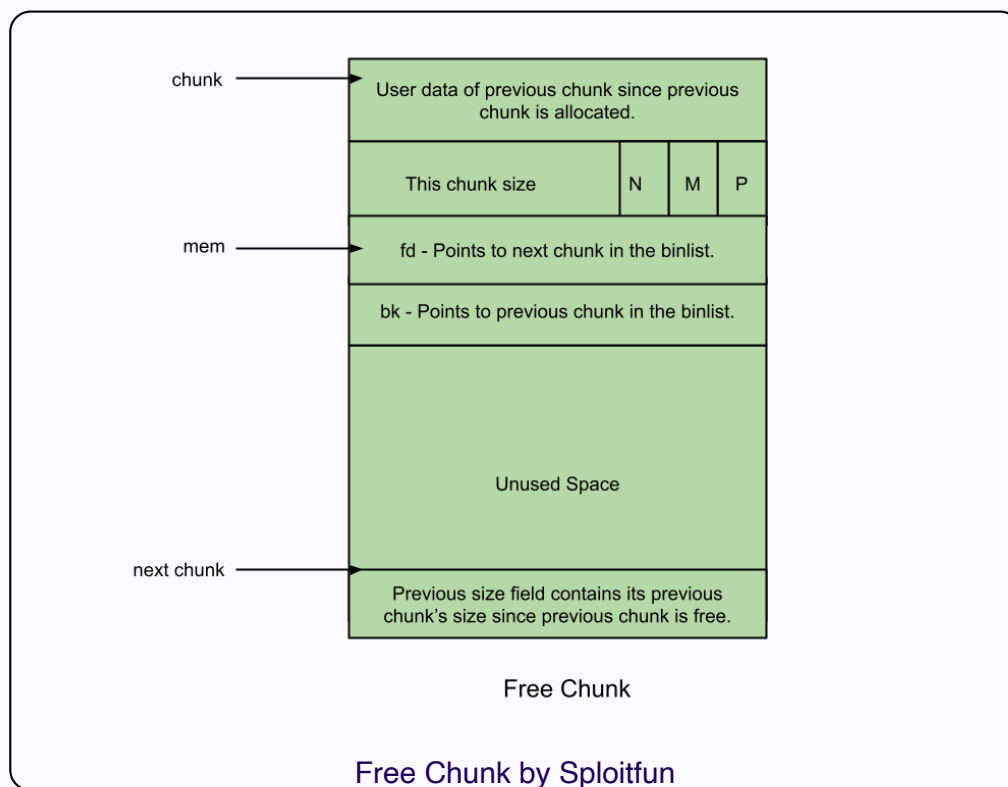 chunk
User data of previous chunk since previous
chunk is allocated.
This chunk size
N
M
P
mem
fd - Points to next chunk in the binlist.
bk - Points to previous chunk in the binlist.
Unused Space
next chunk
Previous size field contains its previous
chunk's size since previous chunk is free.
Free Chunk
Free Chunk by Sploitfun